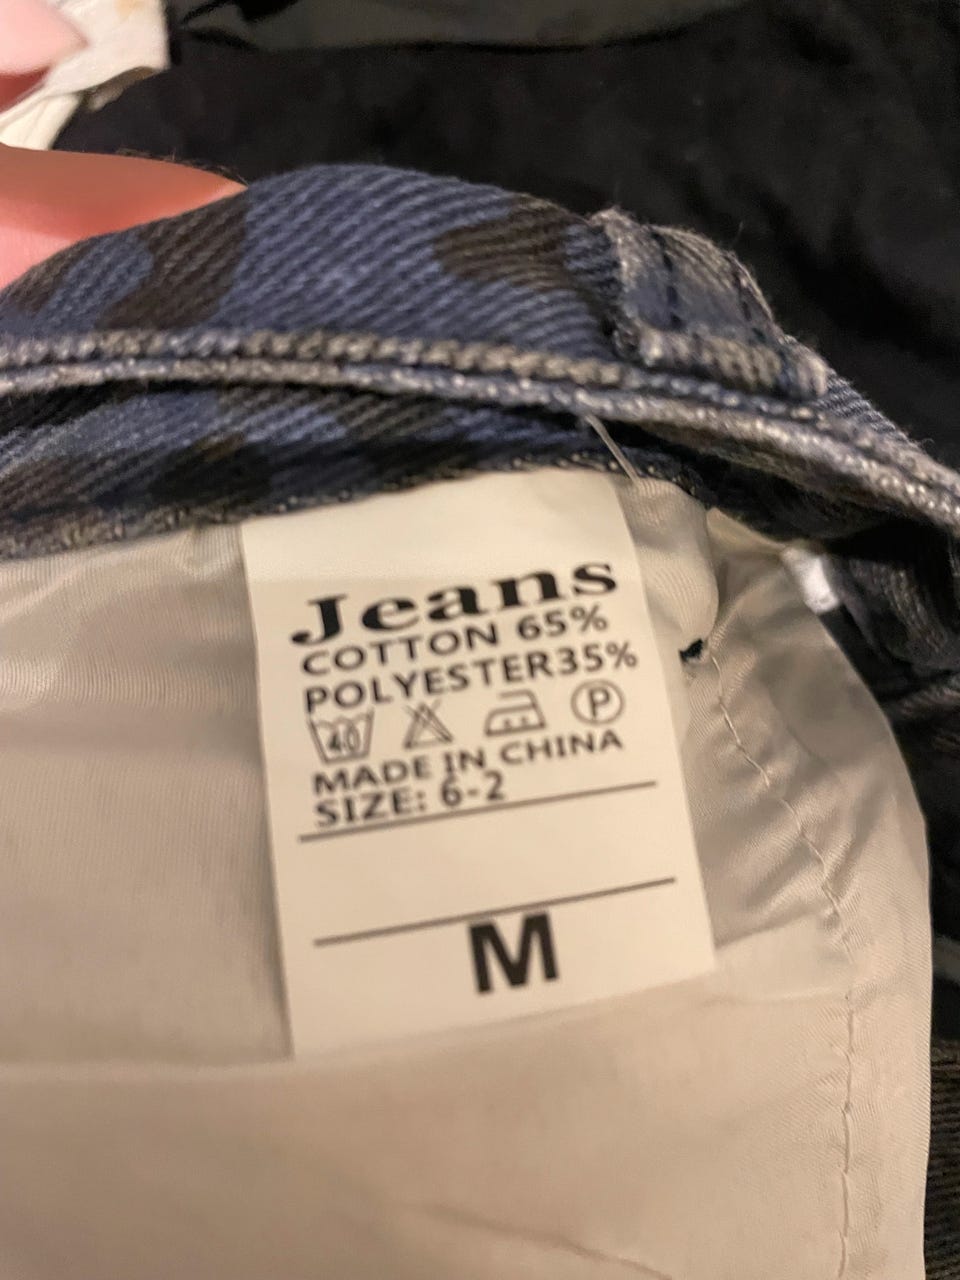 Jeans
COTTON 65%
POLYESTER35%
40 P
MADE IN CHINA
SIZE: 6-2
M